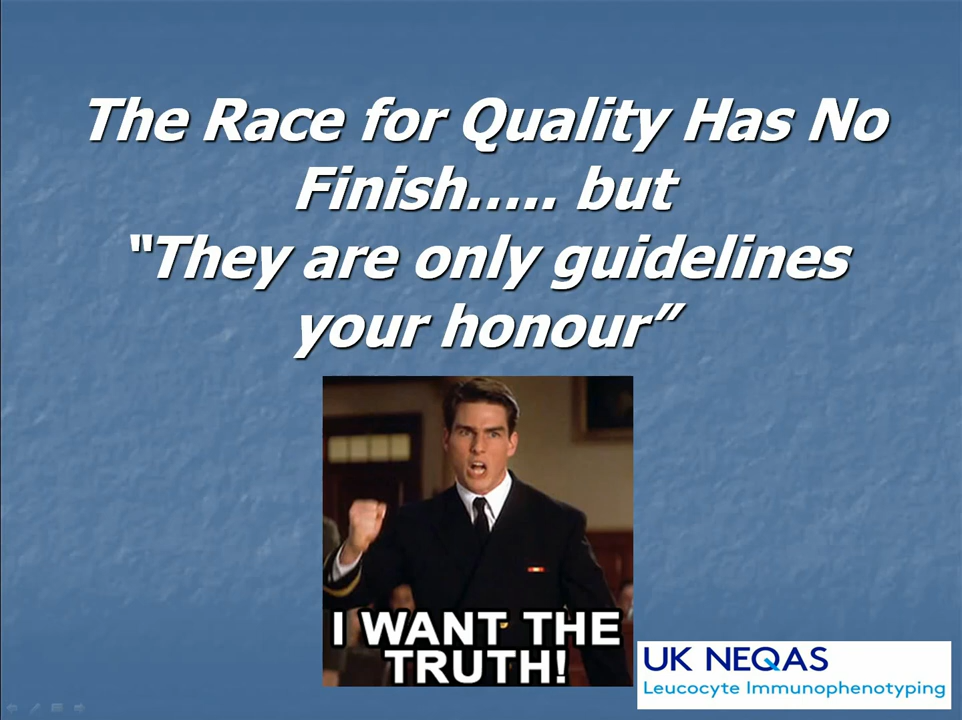 The Race for Quality Has No
Finish..... but
“They are only guidelines
your honour”
I WANT THE
TRUTH!
UK NEQAS
Leucocyte Immunophenotyping